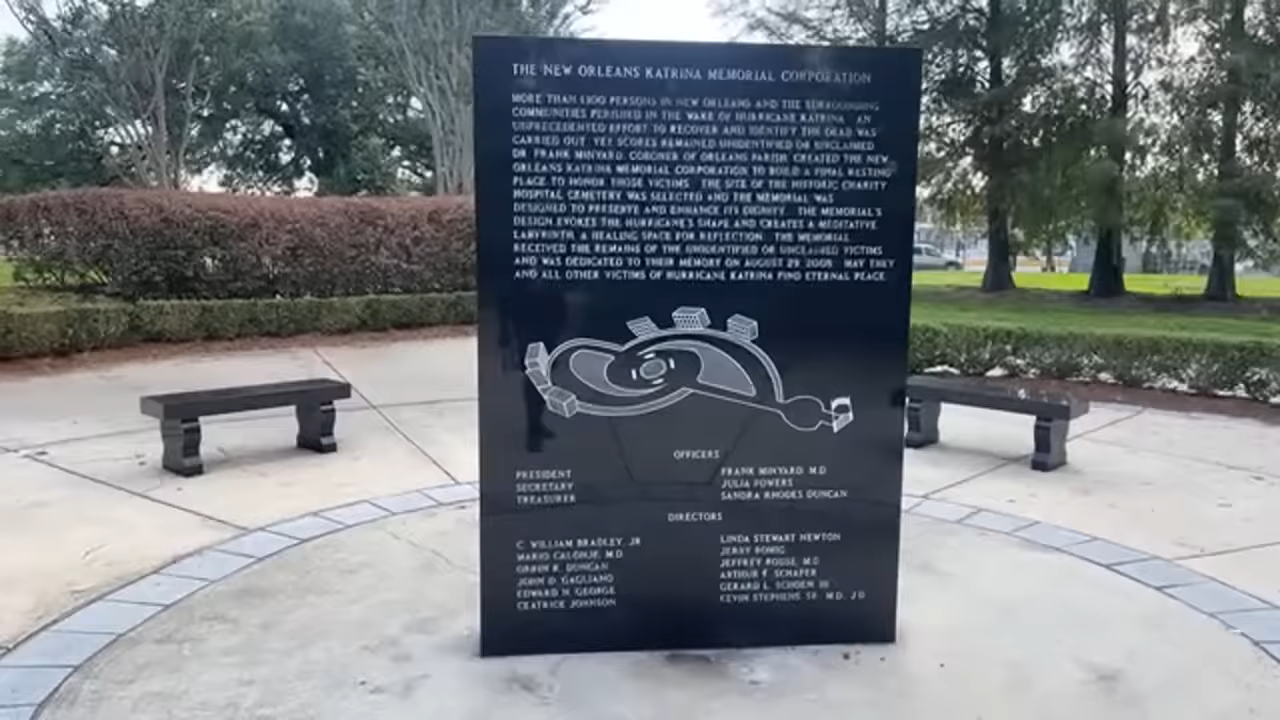 THE NEW ORLEANS KATRINA MEMORIAL CORPORATION
MORE THAN 1100 PERSONS IN NEW ORLEANS AND THE SURROUNDING
COMMUNITIES PERISHED IN THE WAKE OF HURRICANE KATRINA AN
UNPRECEDENTED EFFORT TO RECOVER AND IDENTIFY THE DEAD WAS
CARRIED OUT YET SCORES REMAINED UNIDENTIFIED OR UNCLAIMED
DR. FRANK MINYARD, CORONER OF ORLEANS PARISH, CREATED THE NEW
ORLEANS KATRINA MEMORIAL CORPORATION TO BUILD A FINAL RESTING
PLACE TO HONOR THOSE VICTIMS THE SITE OF THE HISTORIC CHARITY
HOSPITAL CEMETERY WAS SELECTED AND THE MEMORIAL WAS
DESIGNED TO PRESERVE AND ENHANCE ITS DIGNITY. THE MEMORIAL'S
DESIGN EVOKES THE HURRICANE'S SHAPE AND CREATES A MEDITATIVE
LABYRINTH, A HEALING SPACE FOR REFLECTION. THE MEMORIAL
RECEIVED THE REMAINS OF THE UNIDENTIFIED OR UNCLAIMED VICTIMS
AND WAS DEDICATED TO THEIR MEMORY ON AUGUST 29, 2008. MAY THEY
AND ALL OTHER VICTIMS OF HURRICANE KATRINA FIND ETERNAL PEACE.
OFFICERS
PRESIDENT FRANK MINYARD, M.D.
SECRETARY JULIA POWERS
TREASURER SANDRA RHODES DUNCAN
DIRECTORS
C. WILLIAM BRADLEY, JR. LINDA STEWART NEWTON
MARIO CALONJE, M.D. JERRY ROMIG
ORRIN K. DUNCAN JEFFREY ROUSE, M.D.
JOHN D. GAGLIANO ARTHUR F. SCHAFER
EDWARD N. GEORGE GERARD L. SCHOEN III
CEATRICE JOHNSON KEVIN STEPHENS, SR. M.D., J.D.